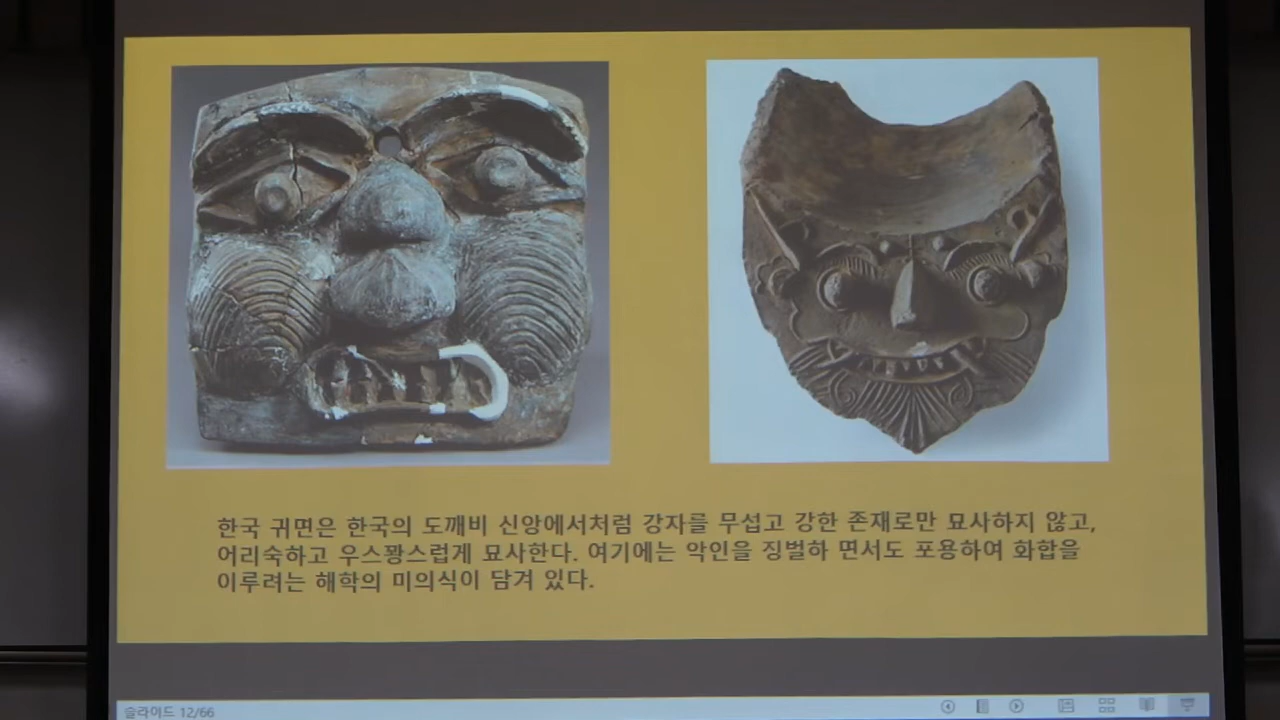 한국 귀면은 한국의 도깨비 신앙에서처럼 강자를 무섭고 강한 존재로만 묘사하지 않고,
어리숙하고 우스꽝스럽게 묘사한다. 여기에는 악인을 징벌하 면서도 포용하여 화합을
이루려는 해학의 미의식이 담겨 있다.
슬라이드 12/66